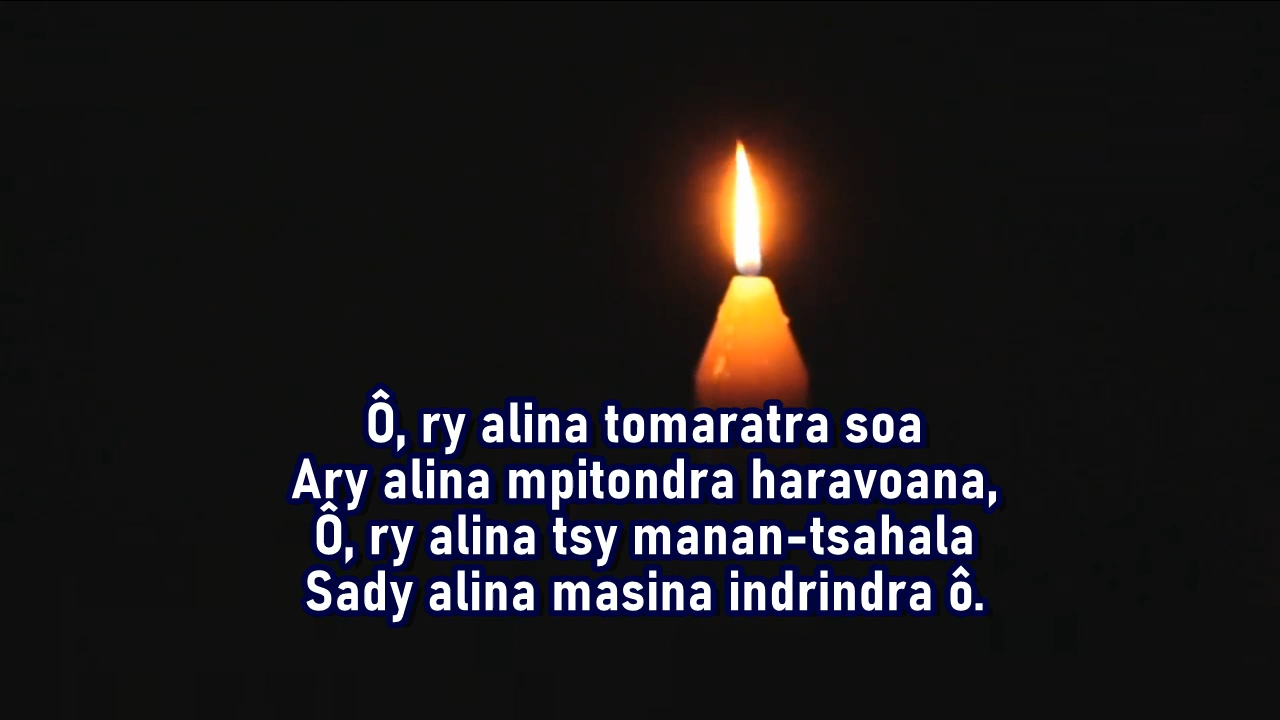 Ô, ry alina tomaratra soa
Ary alina mpitondra haravoana,
Ô, ry alina tsy manan-tsahala
Sady alina masina indrindra ô.